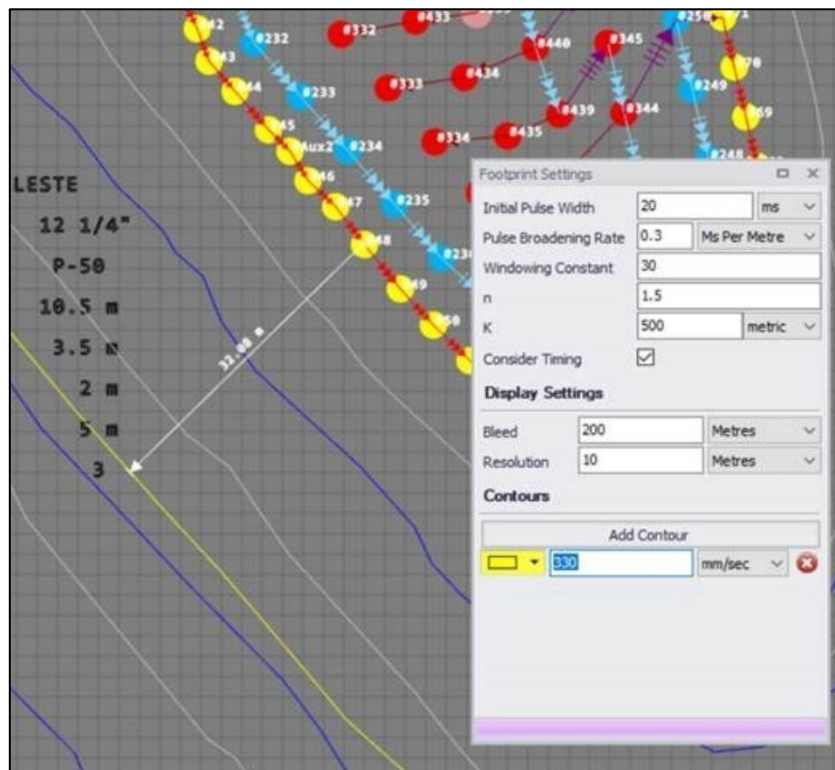 #42
#43
#44
#45
#Aux2
#46
#47
#48
#49
#50
#232
#233
#234
#235
#332
#433
#333
#434
#440
#345
#334
#435
#439
#344
#250
#249
#248
71
70
69
32.00 m
LESTE
12 1/4"
P-50
10.5 m
3.5 m
2 m
5 m
3
Footprint Settings
Initial Pulse Width 20 ms
Pulse Broadening Rate 0.3 Ms Per Metre
Windowing Constant 30
n 1.5
K 500 metric
Consider Timing
Display Settings
Bleed 200 Metres
Resolution 10 Metres
Contours
Add Contour
330 mm/sec